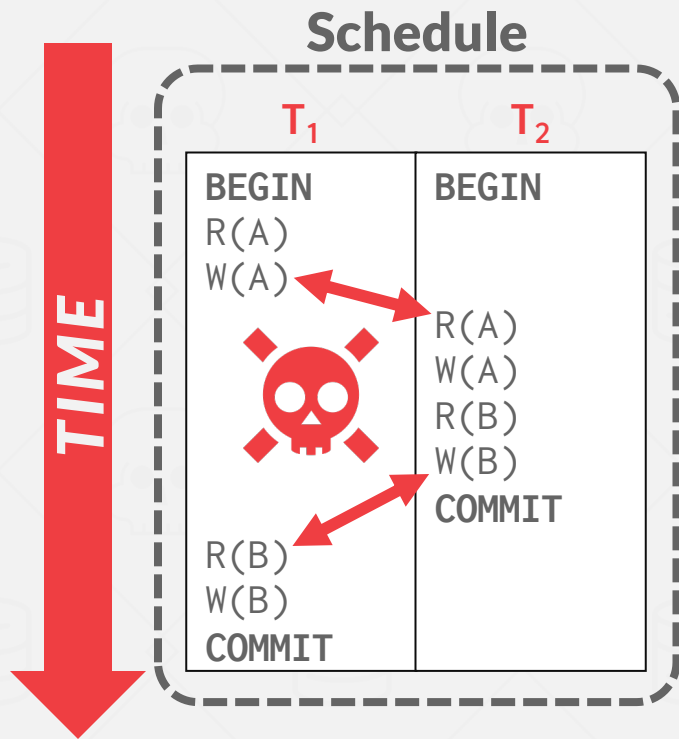 Schedule
TIME
T₁ T₂
BEGIN BEGIN
R(A)
W(A)
R(A)
W(A)
R(B)
W(B)
COMMIT
R(B)
W(B)
COMMIT